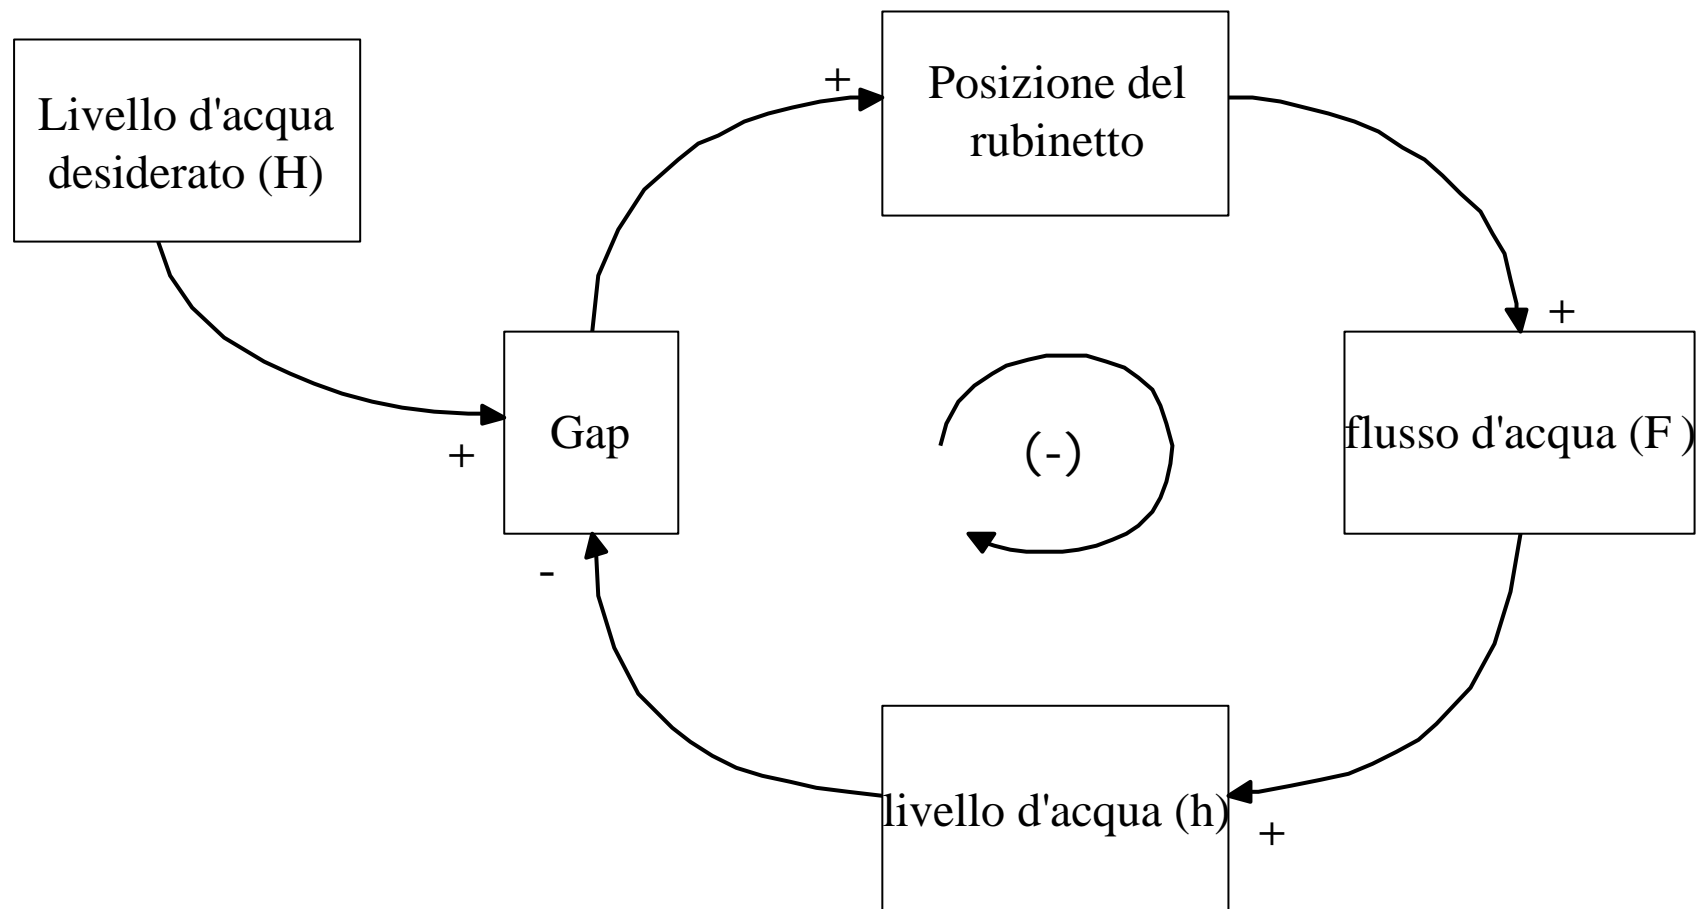 Livello d'acqua
desiderato (H)
+
Posizione del
rubinetto
+
+
Gap
(-)
flusso d'acqua (F )
-
livello d'acqua (h)
+